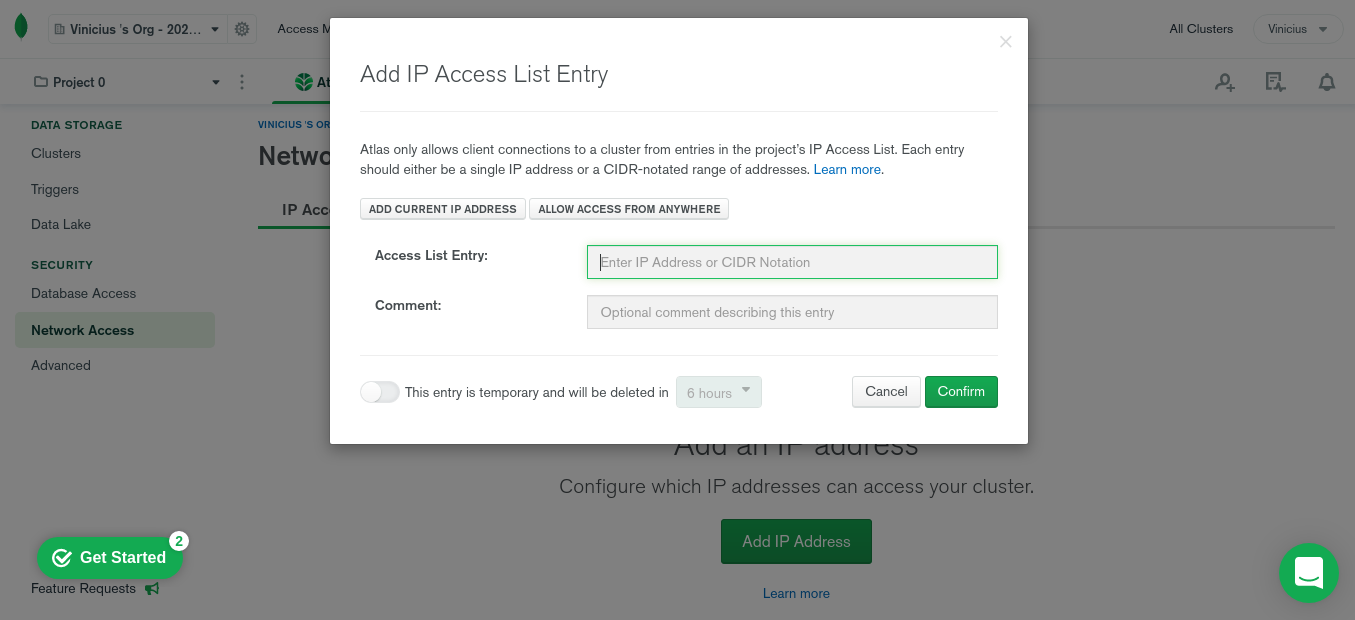 Vinicius 's Org - 202...
Access M
All Clusters
Vinicius
Project 0
At
DATA STORAGE
Clusters
Triggers
Data Lake
SECURITY
Database Access
Network Access
Advanced
VINICIUS 'S OR
Netwo
IP Acc
Add IP Access List Entry
Atlas only allows client connections to a cluster from entries in the project's IP Access List. Each entry
should either be a single IP address or a CIDR-notated range of addresses. Learn more.
ADD CURRENT IP ADDRESS
ALLOW ACCESS FROM ANYWHERE
Access List Entry:
Enter IP Address or CIDR Notation
Comment:
Optional comment describing this entry
This entry is temporary and will be deleted in
6 hours
Cancel
Confirm
Add an IP address
Configure which IP addresses can access your cluster.
Add IP Address
Learn more
Get Started
2
Feature Requests